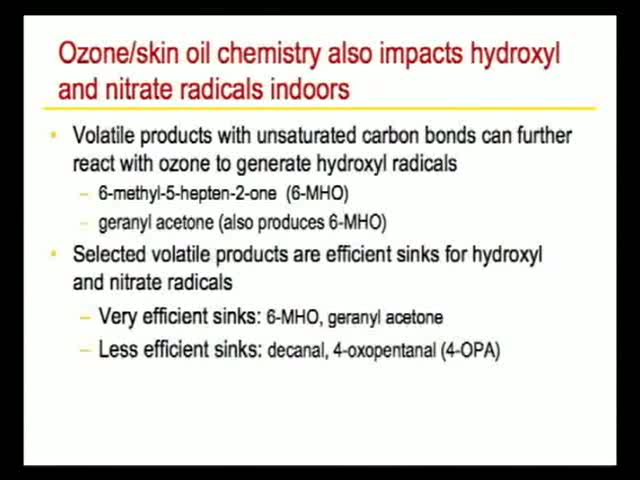 Ozone/skin oil chemistry also impacts hydroxyl
and nitrate radicals indoors
• Volatile products with unsaturated carbon bonds can further
react with ozone to generate hydroxyl radicals
– 6-methyl-5-hepten-2-one (6-MHO)
– geranyl acetone (also produces 6-MHO)
• Selected volatile products are efficient sinks for hydroxyl
and nitrate radicals
– Very efficient sinks: 6-MHO, geranyl acetone
– Less efficient sinks: decanal, 4-oxopentanal (4-OPA)